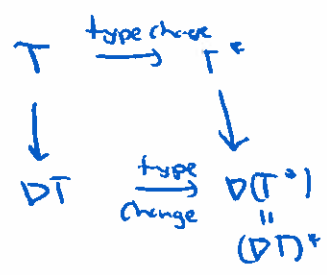 type change
T → T*
DT type change → D(T*)
=
(DT)*